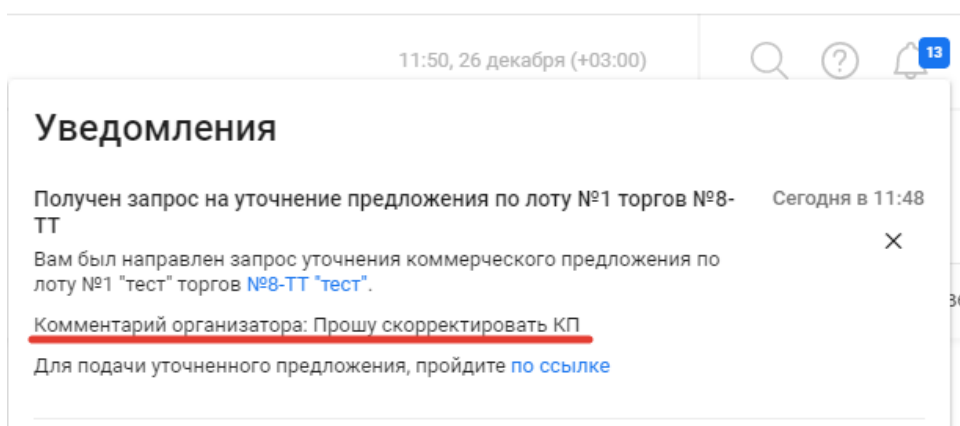 11:50, 26 декабря (+03:00)
13
Уведомления
Получен запрос на уточнение предложения по лоту №1 торгов №8-
ТТ
Сегодня в 11:48
Вам был направлен запрос уточнения коммерческого предложения по
лоту №1 "тест" торгов №8-ТТ "тест".
Комментарий организатора: Прошу скорректировать КП
Для подачи уточненного предложения, пройдите по ссылке